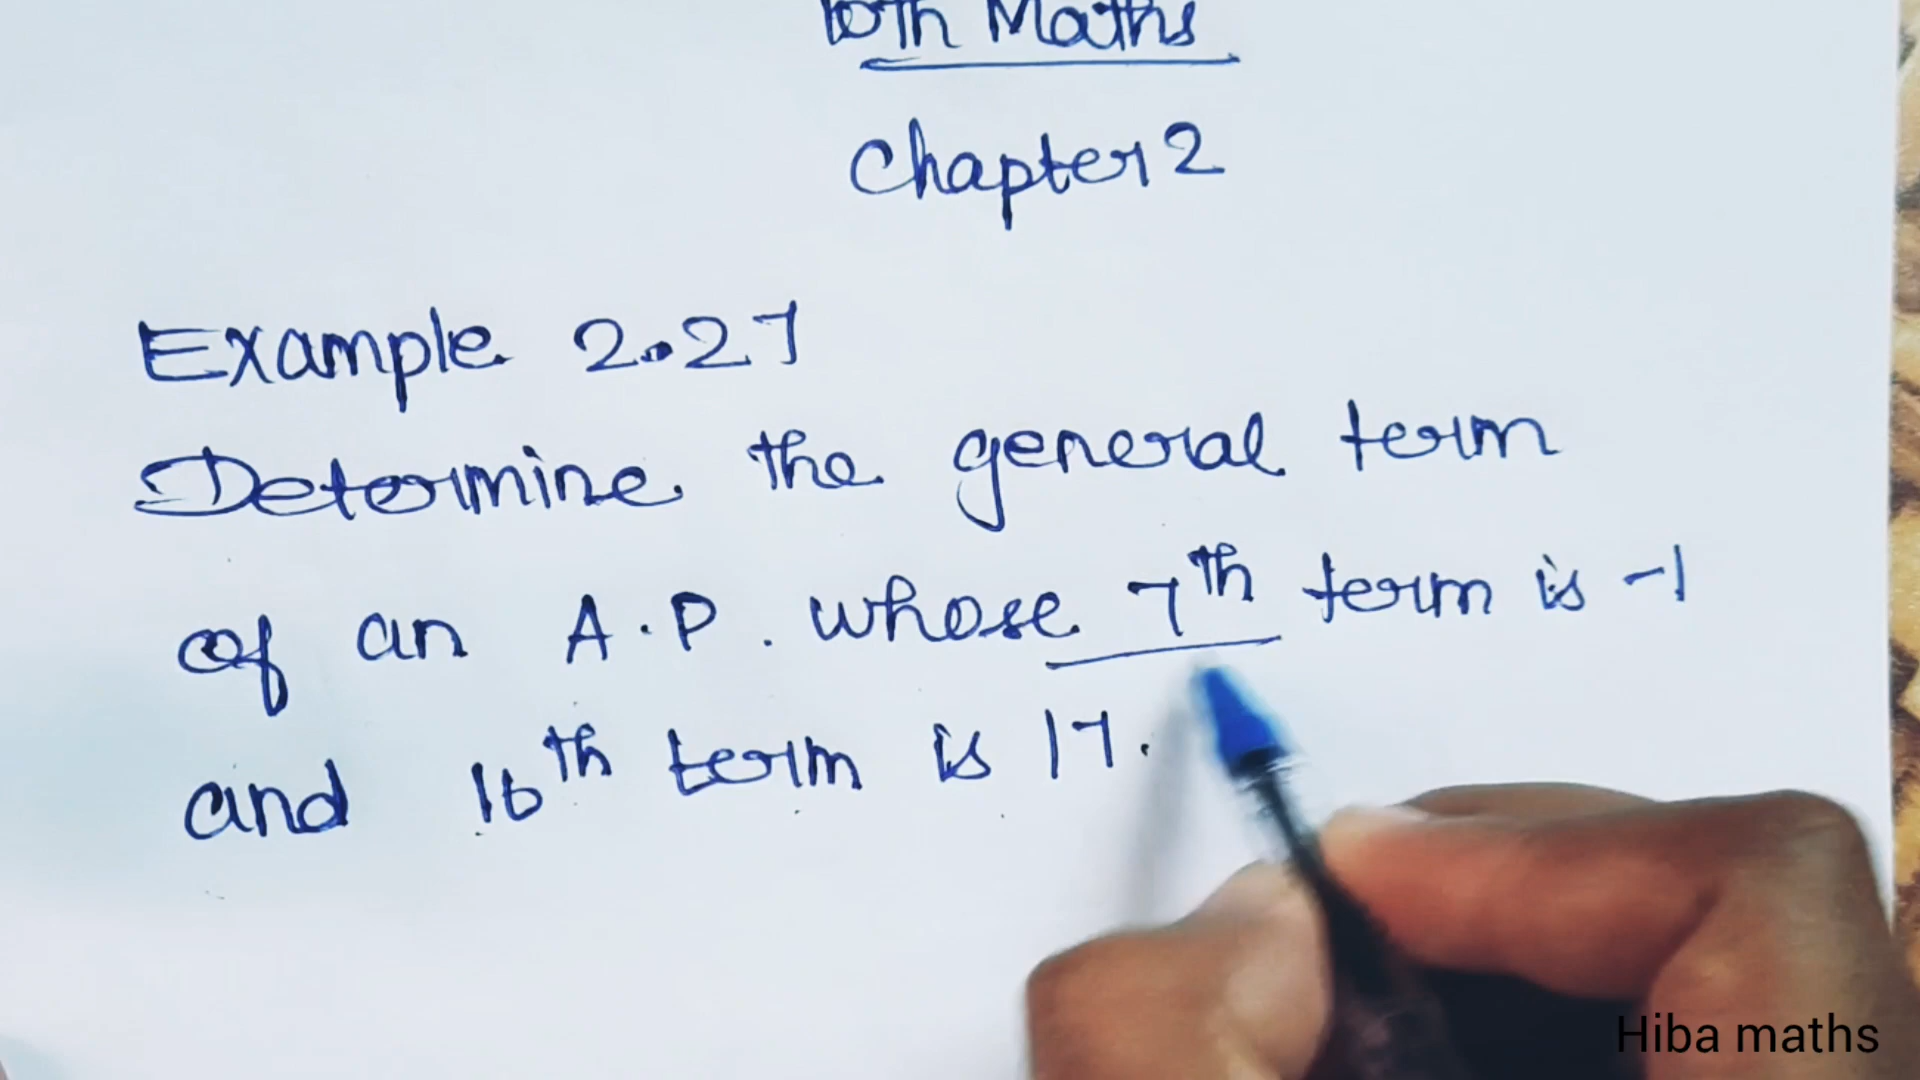 10th Maths
Chapter 2
Example 2.27
Determine the general term
of an A.P. whose 7th term is -1
and 16th term is 17.
Hiba maths